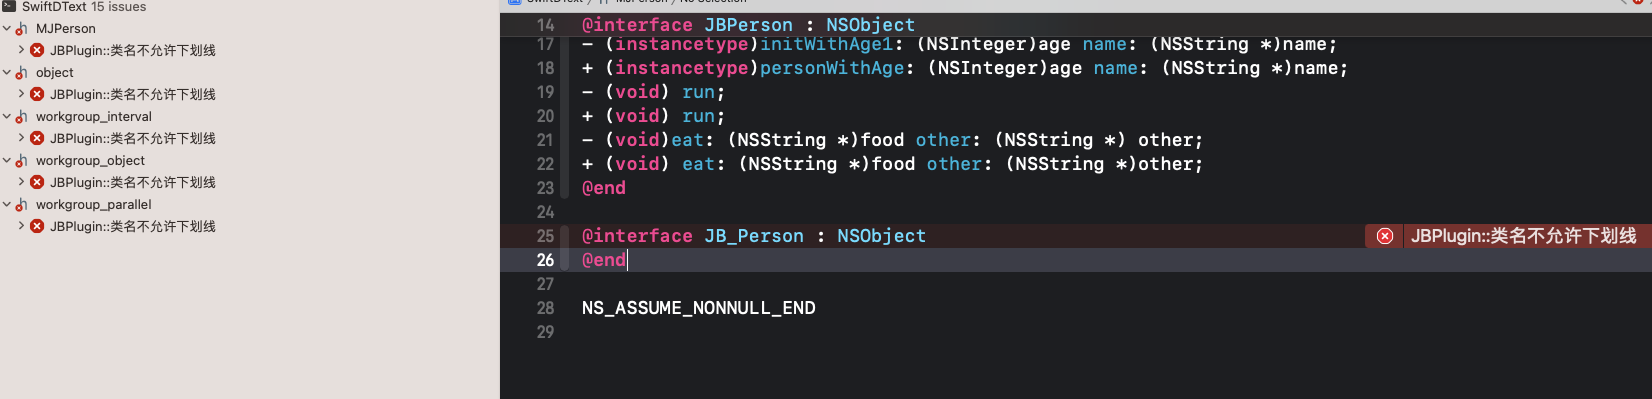 SwiftDText 15 issues
MJPerson
JBPlugin::类名不允许下划线
object
JBPlugin::类名不允许下划线
workgroup_interval
JBPlugin::类名不允许下划线
workgroup_object
JBPlugin::类名不允许下划线
workgroup_parallel
JBPlugin::类名不允许下划线
14 @interface JBPerson : NSObject
17 - (instancetype)initWithAge1: (NSInteger)age name: (NSString *)name;
18 + (instancetype)personWithAge: (NSInteger)age name: (NSString *)name;
19 - (void) run;
20 + (void) run;
21 - (void)eat: (NSString *)food other: (NSString *) other;
22 + (void) eat: (NSString *)food other: (NSString *)other;
23 @end
24
25 @interface JB_Person : NSObject JBPlugin::类名不允许下划线
26 @end
27
28 NS_ASSUME_NONNULL_END
29